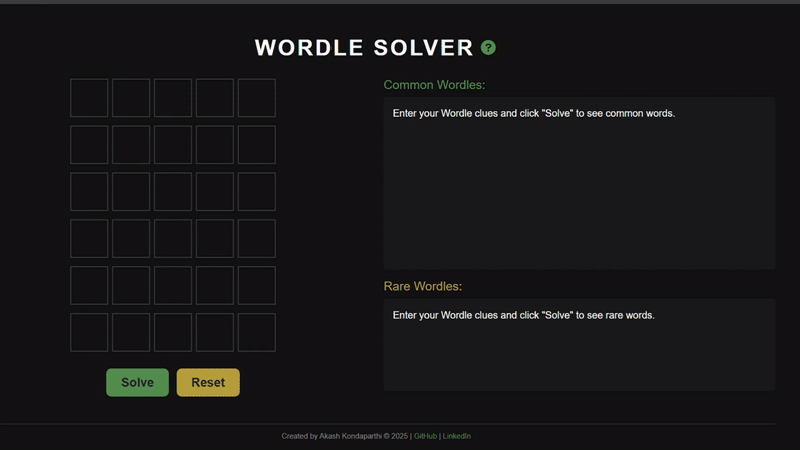 WORDLE SOLVER ?
Common Wordles:
Enter your Wordle clues and click "Solve" to see common words.
Rare Wordles:
Enter your Wordle clues and click "Solve" to see rare words.
Solve Reset
Created by Akash Kondaparthi © 2025 | GitHub | LinkedIn